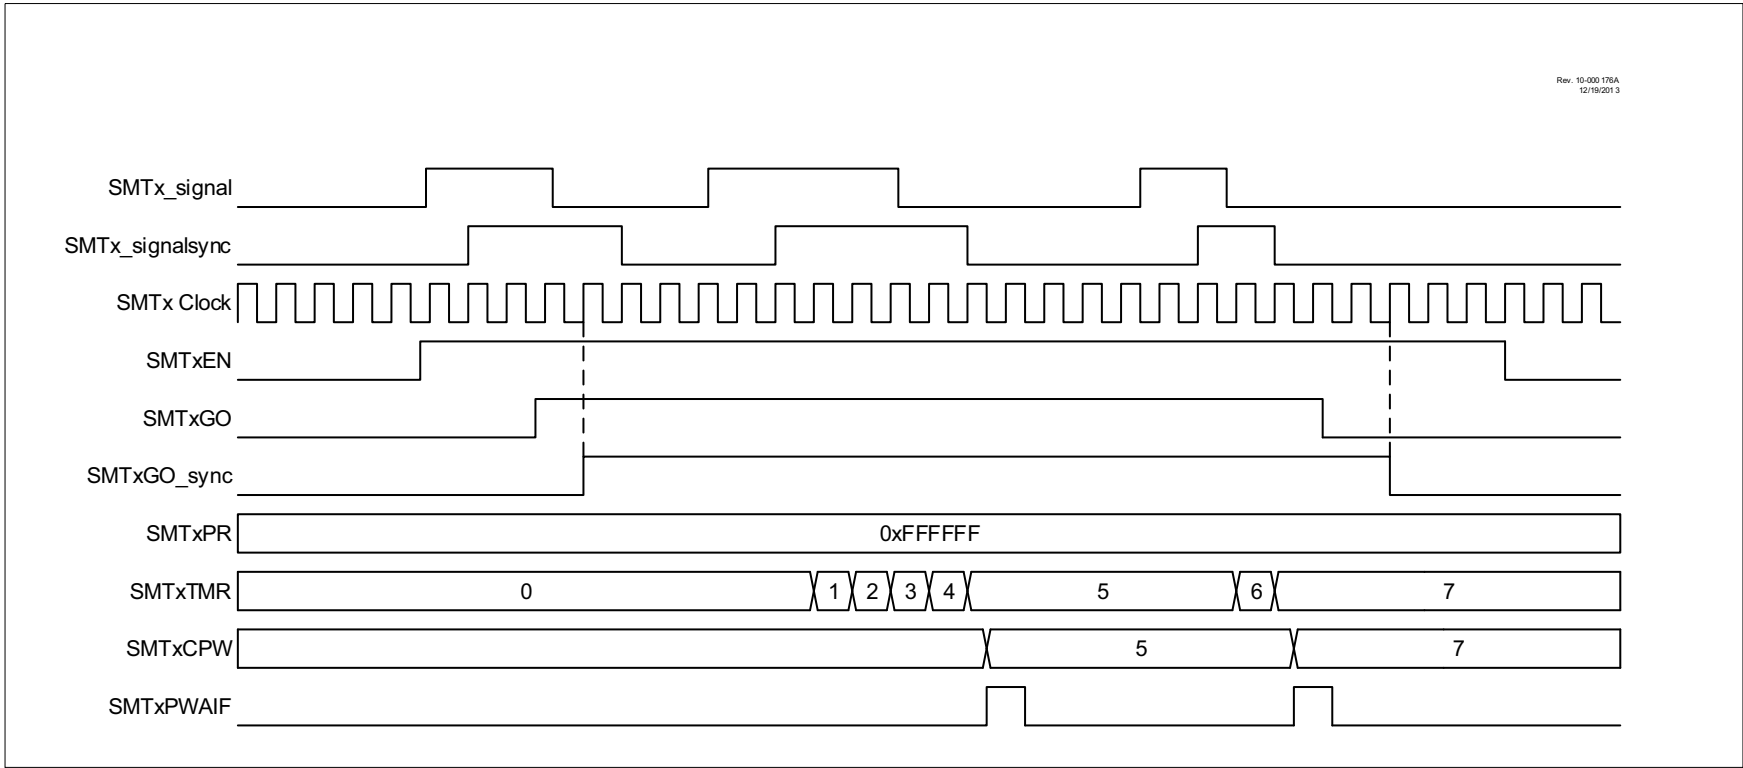 Rev. 10-000 176A
12/19/201 3
SMTx_signal
SMTx_signalsync
SMTx Clock
SMTxEN
SMTxGO
SMTxGO_sync
SMTxPR 0xFFFFFF
SMTxTMR 0 1 2 3 4 5 6 7
SMTxCPW 5 7
SMTxPWAIF